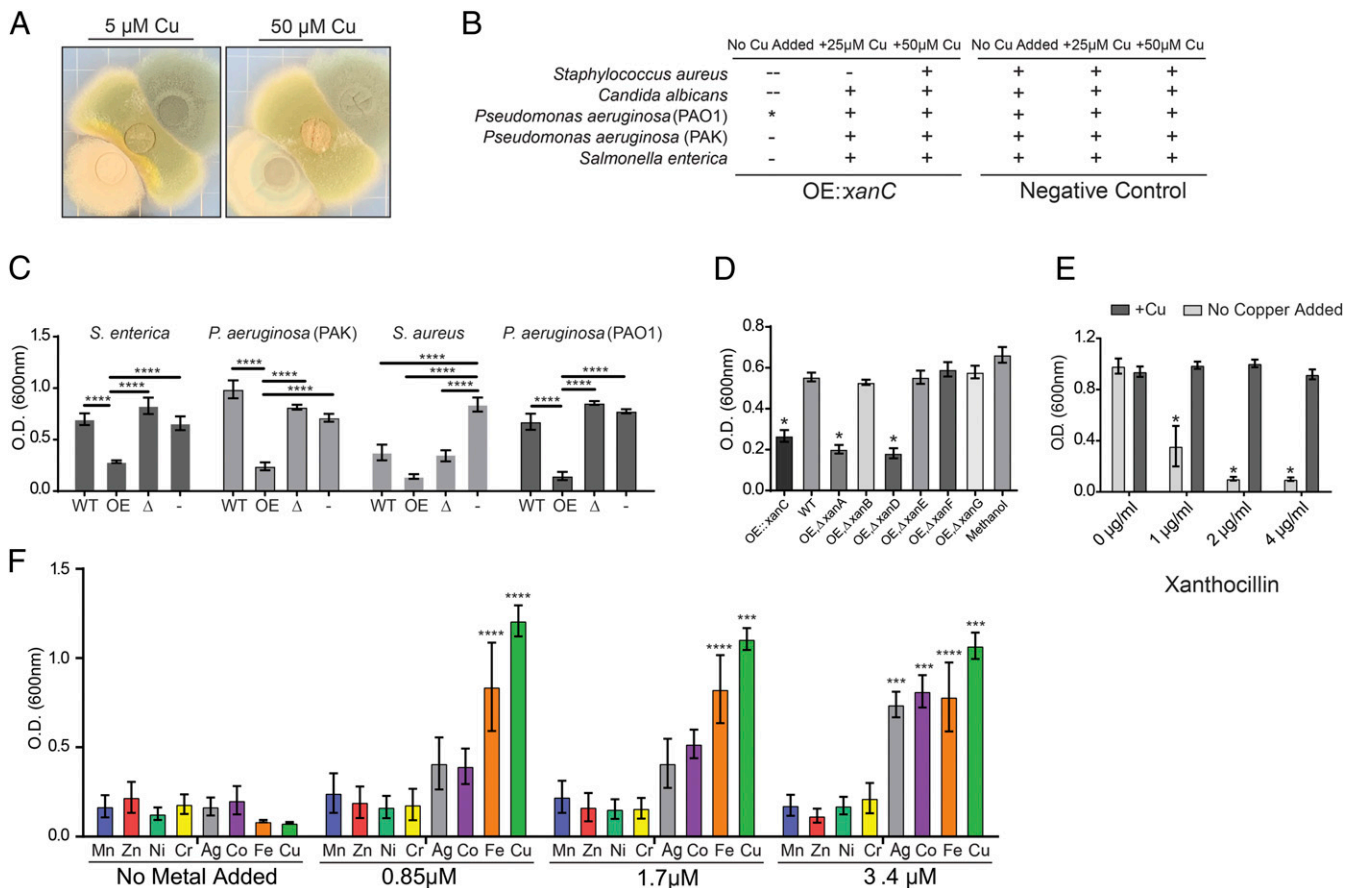 A
5 µM Cu 50 µM Cu
B
No Cu Added +25µM Cu +50µM Cu No Cu Added +25µM Cu +50µM Cu
Staphylococcus aureus -- - + + + +
Candida albicans -- + + + + +
Pseudomonas aeruginosa (PAO1) * + + + + +
Pseudomonas aeruginosa (PAK) - + + + + +
Salmonella enterica - + + + + +
OE::xanC Negative Control
C
S. enterica P. aeruginosa (PAK) S. aureus P. aeruginosa (PAO1)
O.D. (600nm)
1.5
1.0
0.5
0.0
**** **** ****
**** **** ****
**** **** ****
**** **** ****
WT OE Δ - WT OE Δ - WT OE Δ - WT OE Δ -
D
O.D. (600nm)
0.8
0.6
0.4
0.2
0.0
* * *
OE::xanC WT OE,ΔxanA OE,ΔxanB OE,ΔxanD OE,ΔxanE OE,ΔxanF OE,ΔxanG Methanol
E
+Cu No Copper Added
O.D. (600nm)
1.2
0.8
0.4
0.0
* * *
0 µg/ml 1 µg/ml 2 µg/ml 4 µg/ml
Xanthocillin
F
O.D. (600nm)
1.5
1.0
0.5
0.0
**** **** **** *** *** *** **** ***
Mn Zn Ni Cr Ag Co Fe Cu Mn Zn Ni Cr Ag Co Fe Cu Mn Zn Ni Cr Ag Co Fe Cu Mn Zn Ni Cr Ag Co Fe Cu
No Metal Added 0.85µM 1.7µM 3.4 µM